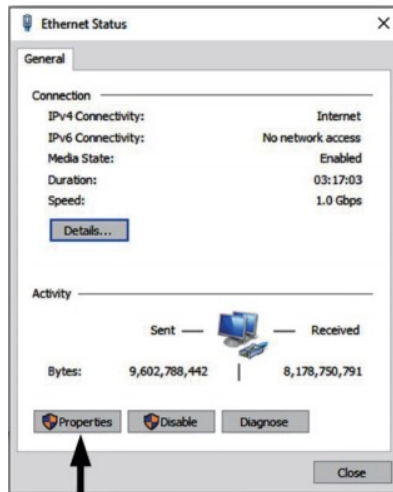 Ethernet Status
General
Connection
IPv4 Connectivity: Internet
IPv6 Connectivity: No network access
Media State: Enabled
Duration: 03:17:03
Speed: 1.0 Gbps
Details...
Activity
Sent Received
Bytes: 9,602,788,442 8,178,750,791
Properties Disable Diagnose
Close